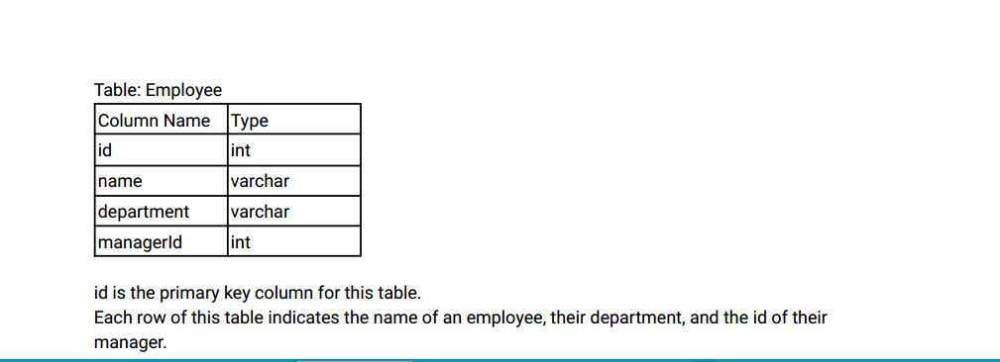 Table: Employee
Column Name Type
id int
name varchar
department varchar
managerId int
id is the primary key column for this table.
Each row of this table indicates the name of an employee, their department, and the id of their
manager.